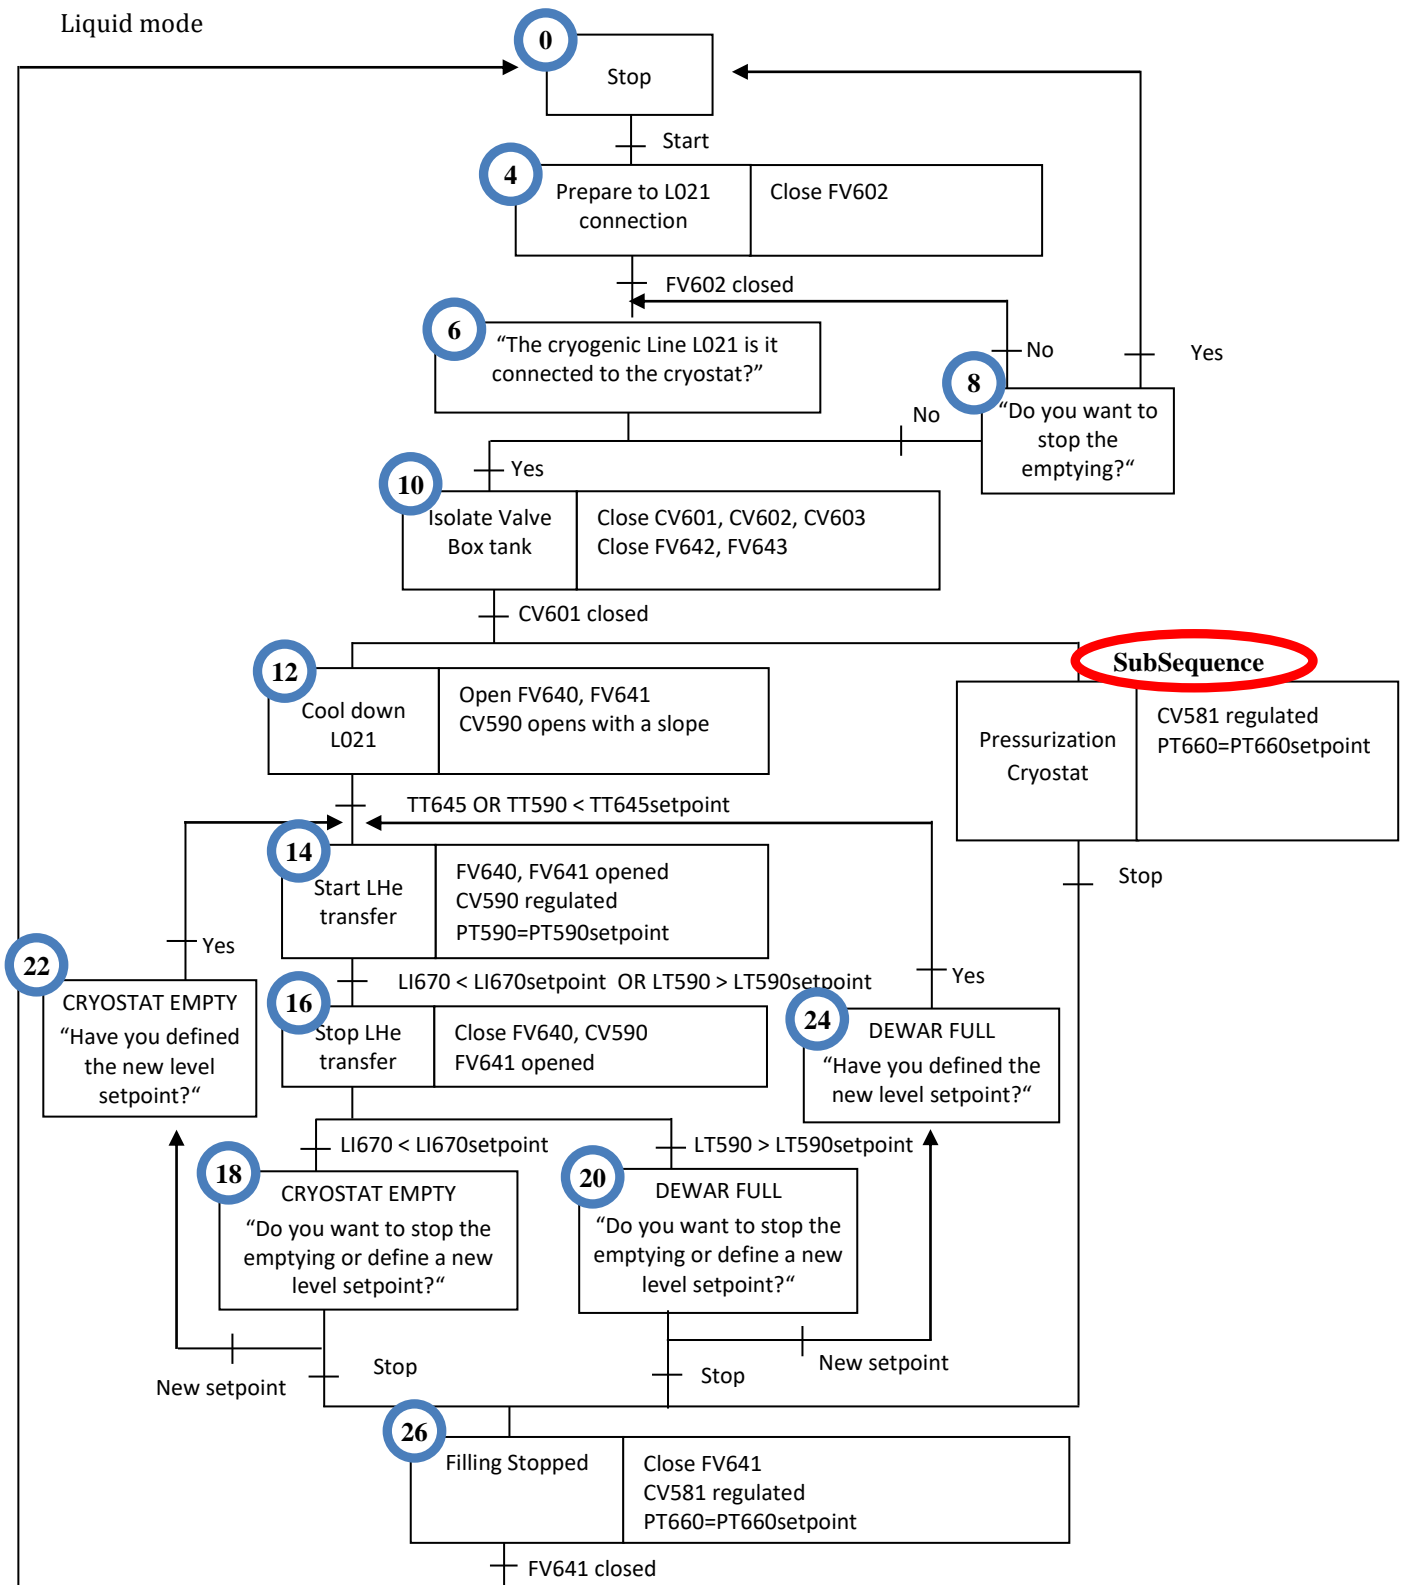 Liquid mode
0
Stop
Start
4
Prepare to L021
connection
Close FV602
FV602 closed
6
“The cryogenic Line L021 is it
connected to the cryostat?”
No
Yes
8
“Do you want to
stop the
emptying?“
No
Yes
10
Isolate Valve
Box tank
Close CV601, CV602, CV603
Close FV642, FV643
CV601 closed
12
Cool down
L021
Open FV640, FV641
CV590 opens with a slope
SubSequence
Pressurization
Cryostat
CV581 regulated
PT660=PT660setpoint
TT645 OR TT590 < TT645setpoint
14
Start LHe
transfer
FV640, FV641 opened
CV590 regulated
PT590=PT590setpoint
Stop
Yes
LI670 < LI670setpoint OR LT590 > LT590setpoint
Yes
22
CRYOSTAT EMPTY
“Have you defined
the new level
setpoint?“
16
Stop LHe
transfer
Close FV640, CV590
FV641 opened
24
DEWAR FULL
“Have you defined the
new level setpoint?“
LI670 < LI670setpoint
LT590 > LT590setpoint
18
CRYOSTAT EMPTY
“Do you want to stop the
emptying or define a new
level setpoint?“
20
DEWAR FULL
“Do you want to stop the
emptying or define a new
level setpoint?“
New setpoint
Stop
Stop
New setpoint
26
Filling Stopped
Close FV641
CV581 regulated
PT660=PT660setpoint
FV641 closed